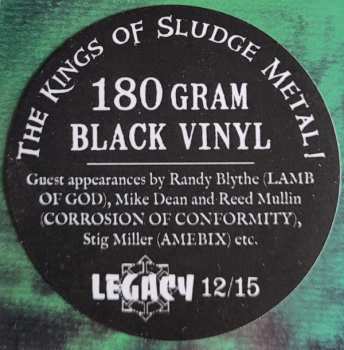 THE KINGS OF SLUDGE METAL!
180 GRAM
BLACK VINYL
Guest appearances by Randy Blythe (LAMB
OF GOD), Mike Dean and Reed Mullin
(CORROSION OF CONFORMITY),
Stig Miller (AMEBIX) etc.
LEGACY 12/15